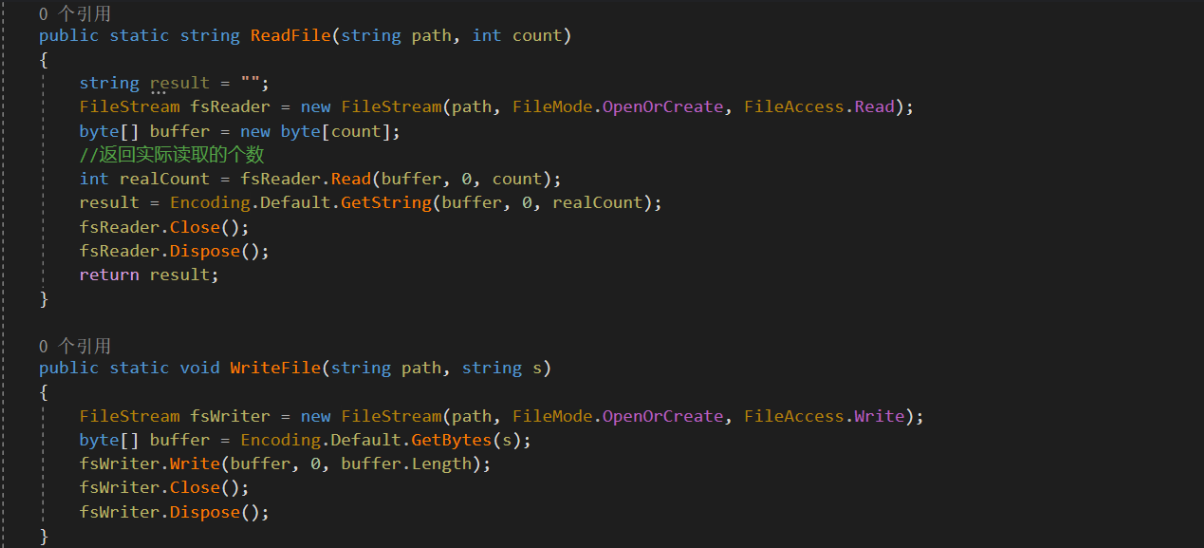 0 个引用
public static string ReadFile(string path, int count)
{
    string result = "";
    FileStream fsReader = new FileStream(path, FileMode.OpenOrCreate, FileAccess.Read);
    byte[] buffer = new byte[count];
    //返回实际读取的个数
    int realCount = fsReader.Read(buffer, 0, count);
    result = Encoding.Default.GetString(buffer, 0, realCount);
    fsReader.Close();
    fsReader.Dispose();
    return result;
}
0 个引用
public static void WriteFile(string path, string s)
{
    FileStream fsWriter = new FileStream(path, FileMode.OpenOrCreate, FileAccess.Write);
    byte[] buffer = Encoding.Default.GetBytes(s);
    fsWriter.Write(buffer, 0, buffer.Length);
    fsWriter.Close();
    fsWriter.Dispose();
}